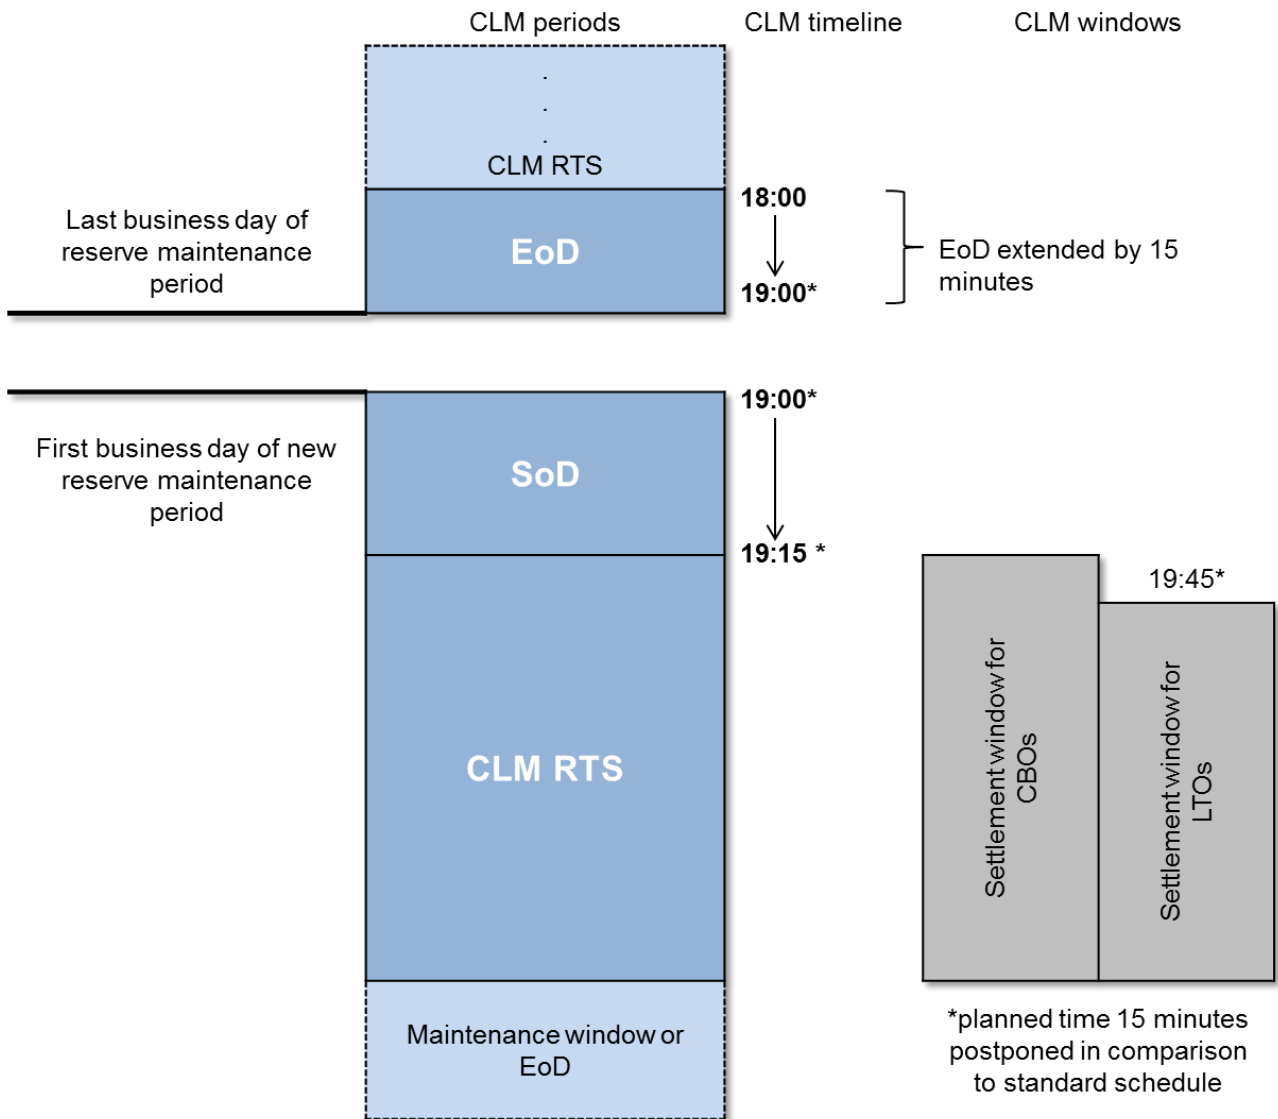 CLM periods
CLM timeline
CLM windows
.
.
.
CLM RTS
Last business day of
reserve maintenance
period
EoD
18:00
19:00*
EoD extended by 15
minutes
First business day of new
reserve maintenance
period
SoD
19:00*
19:15 *
CLM RTS
19:45*
Settlement window for
CBOs
Settlement window for
LTOs
Maintenance window or
EoD
*planned time 15 minutes
postponed in comparison
to standard schedule